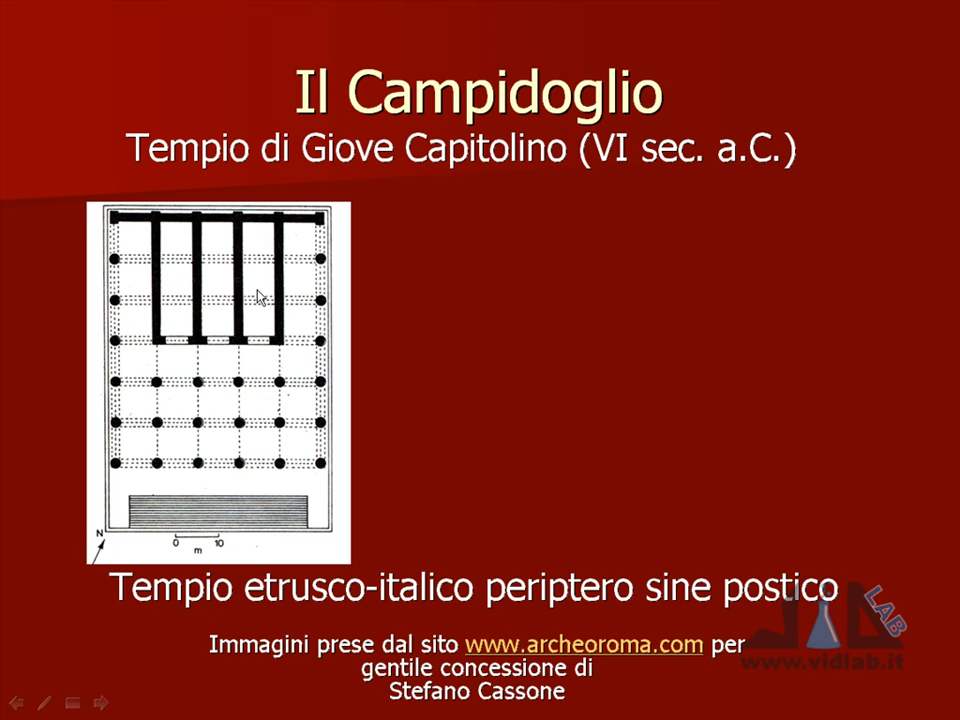 Il Campidoglio
Tempio di Giove Capitolino (VI sec. a.C.)
N
0 10
m
Tempio etrusco-italico periptero sine postico
Immagini prese dal sito www.archeoroma.com per
gentile concessione di
Stefano Cassone
LAB
www.vidlab.it